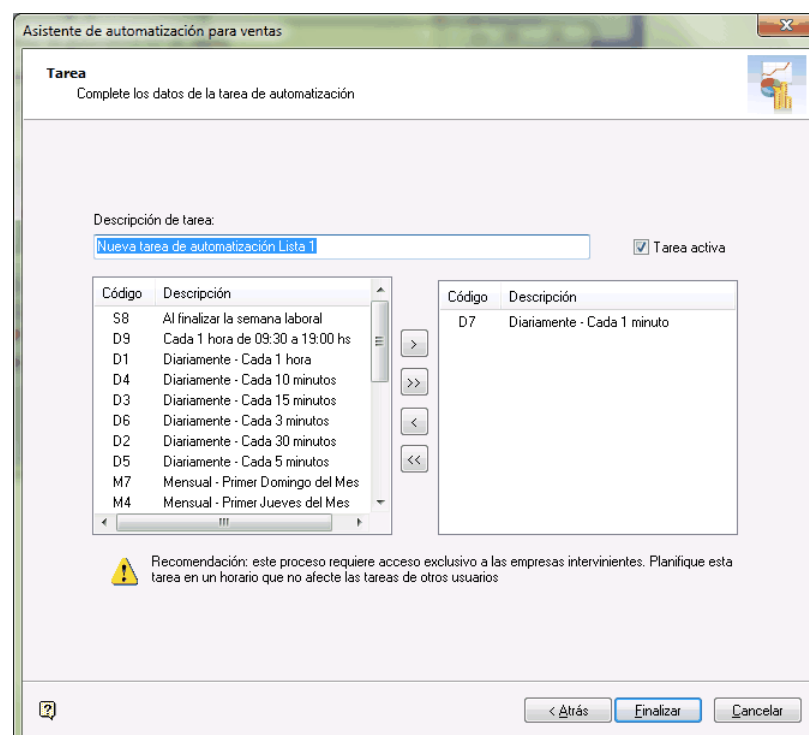 Asistente de automatización para ventas
Tarea
Complete los datos de la tarea de automatización
Descripción de tarea:
Nueva tarea de automatización Lista 1
Tarea activa
Código Descripción
S8 Al finalizar la semana laboral
D9 Cada 1 hora de 09:30 a 19:00 hs
D1 Diariamente - Cada 1 hora
D4 Diariamente - Cada 10 minutos
D3 Diariamente - Cada 15 minutos
D6 Diariamente - Cada 3 minutos
D2 Diariamente - Cada 30 minutos
D5 Diariamente - Cada 5 minutos
M7 Mensual - Primer Domingo del Mes
M4 Mensual - Primer Jueves del Mes
>
>>
<
<<
Código Descripción
D7 Diariamente - Cada 1 minuto
Recomendación: este proceso requiere acceso exclusivo a las empresas intervinientes. Planifique esta
tarea en un horario que no afecte las tareas de otros usuarios
< Atrás
Finalizar
Cancelar